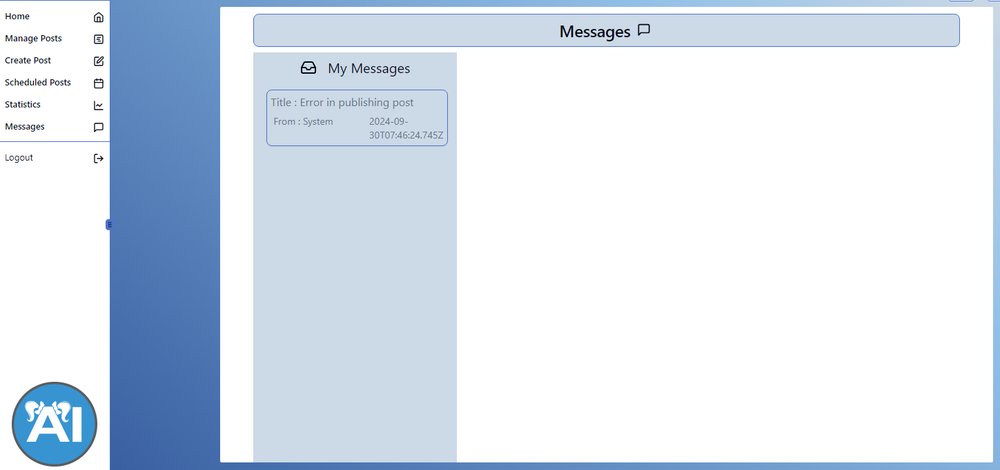 Home
Manage Posts
Create Post
Scheduled Posts
Statistics
Messages
Logout
AI
Messages
My Messages
Title : Error in publishing post
From : System
2024-09-
30T07:46:24.745Z